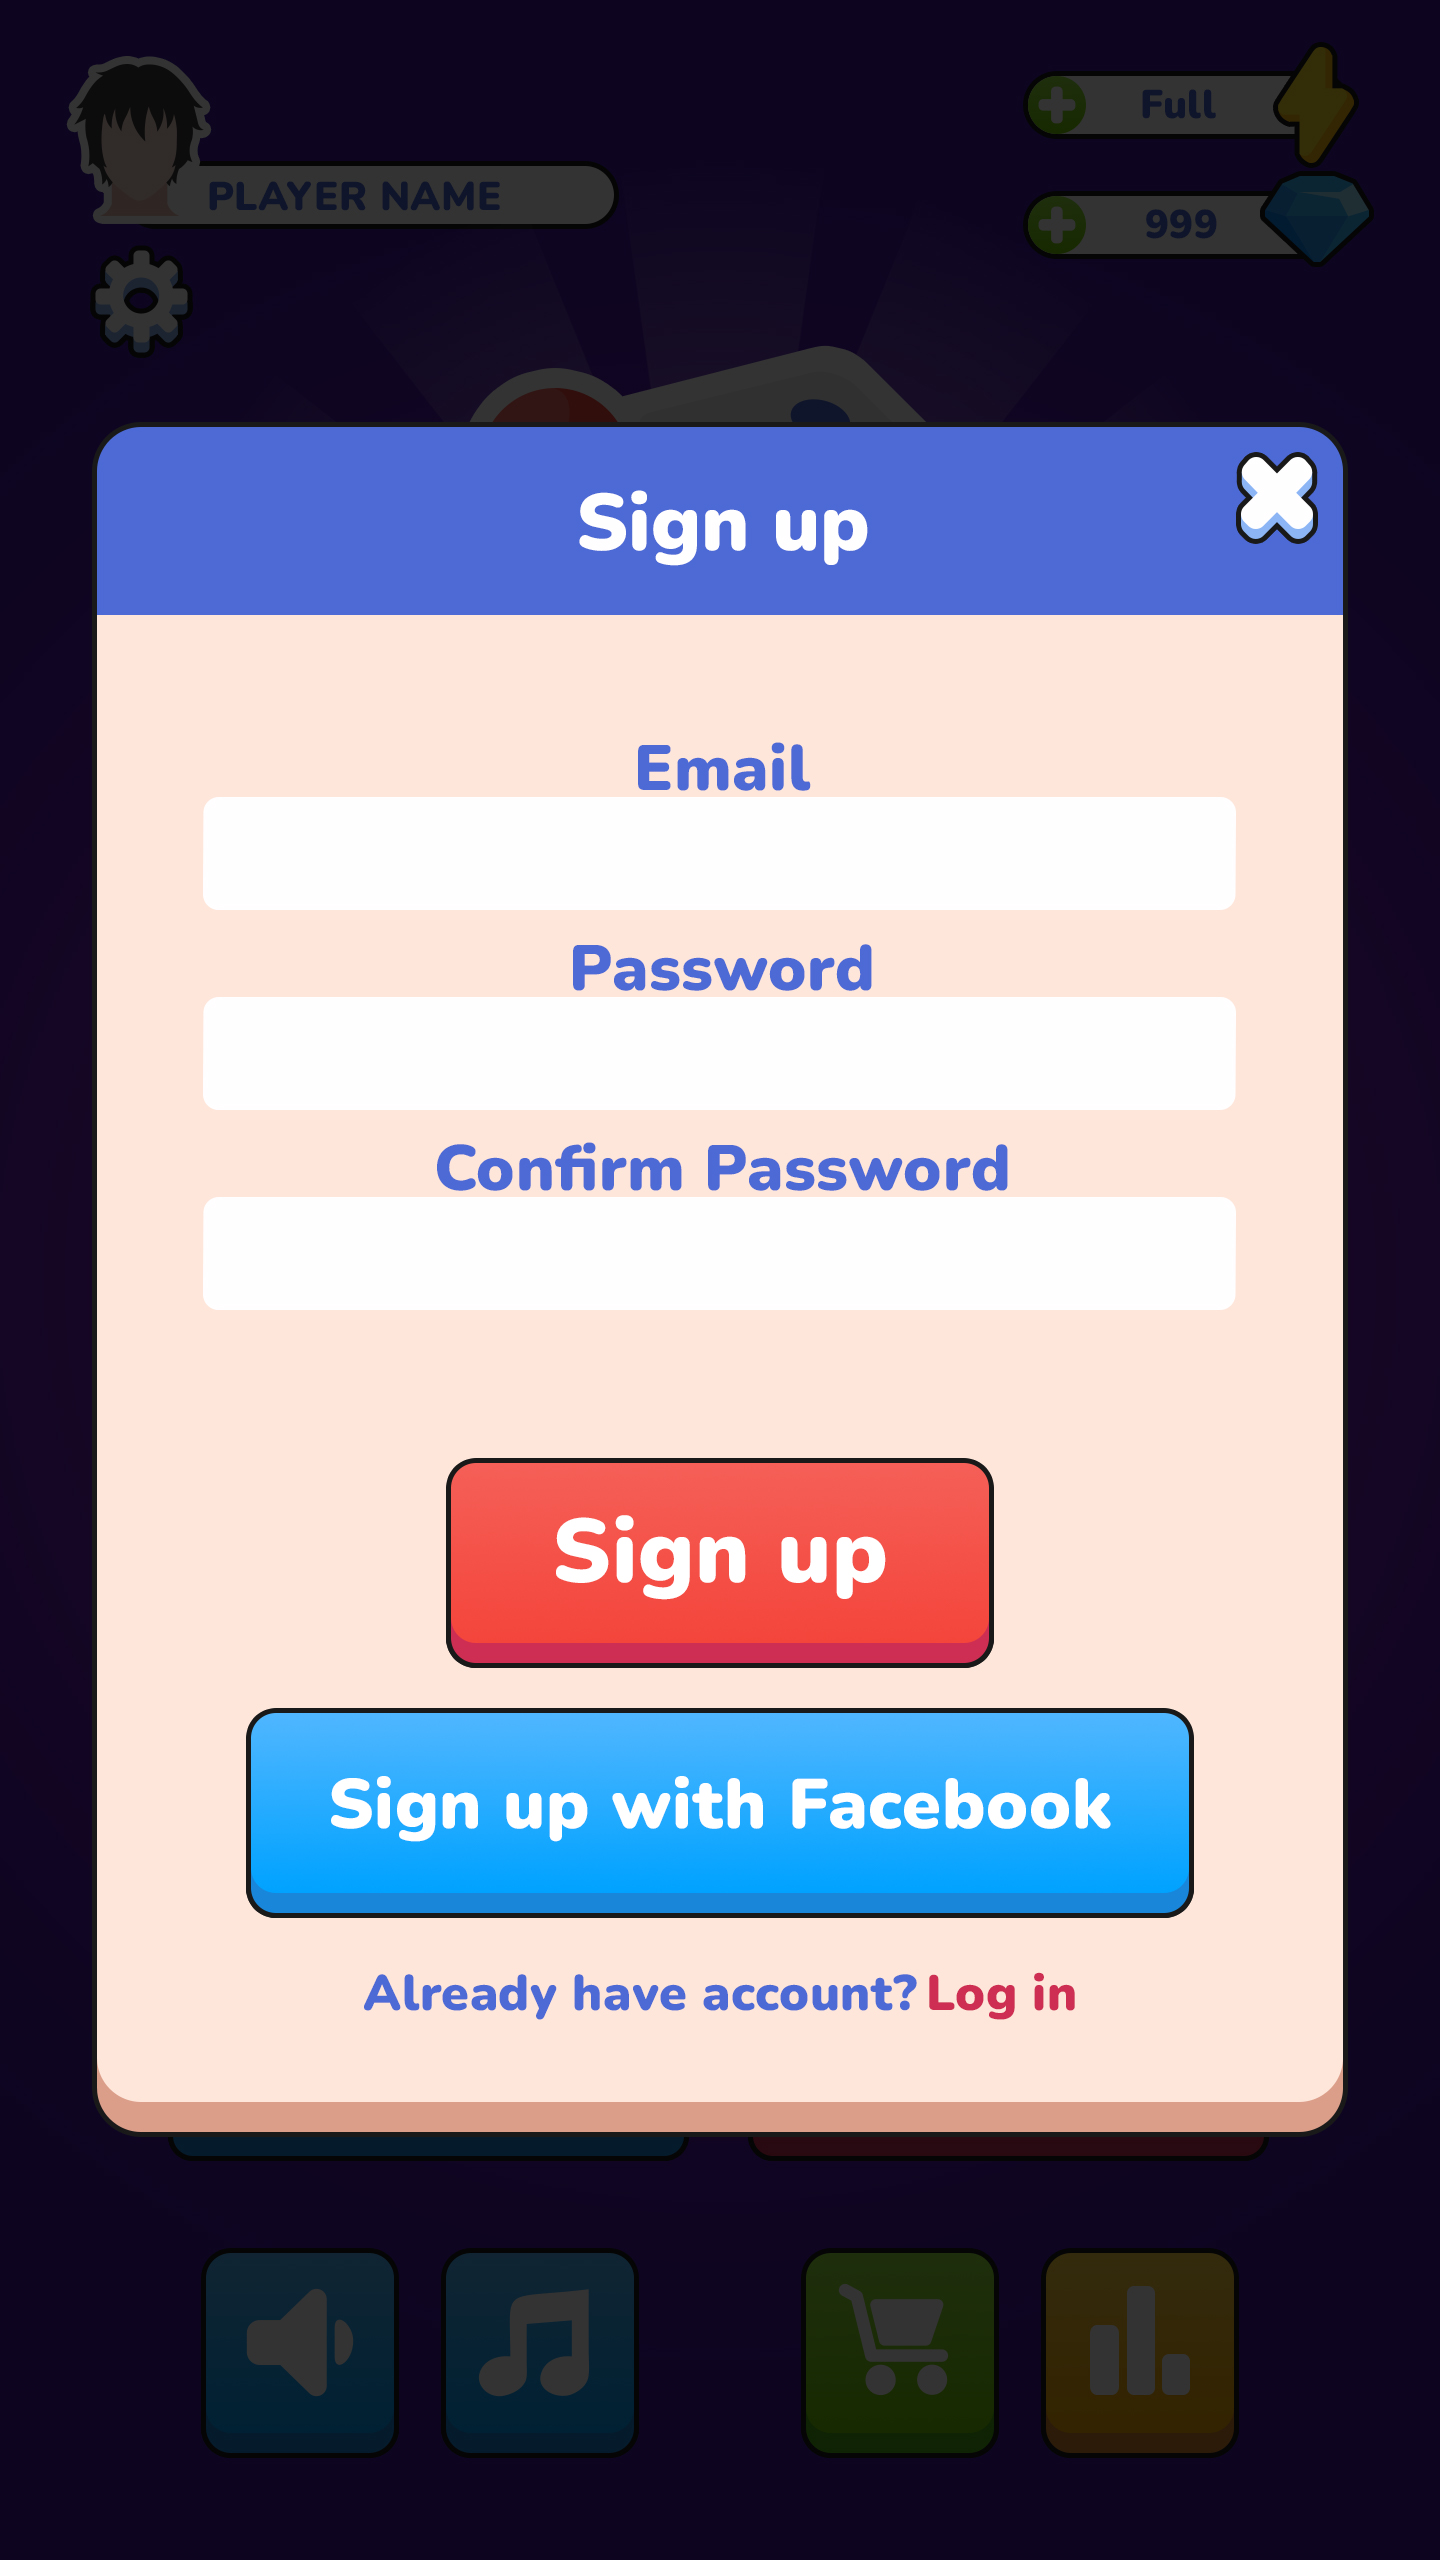 PLAYER NAME
Full
999
Sign up
Email
Password
Confirm Password
Sign up
Sign up with Facebook
Already have account? Log in